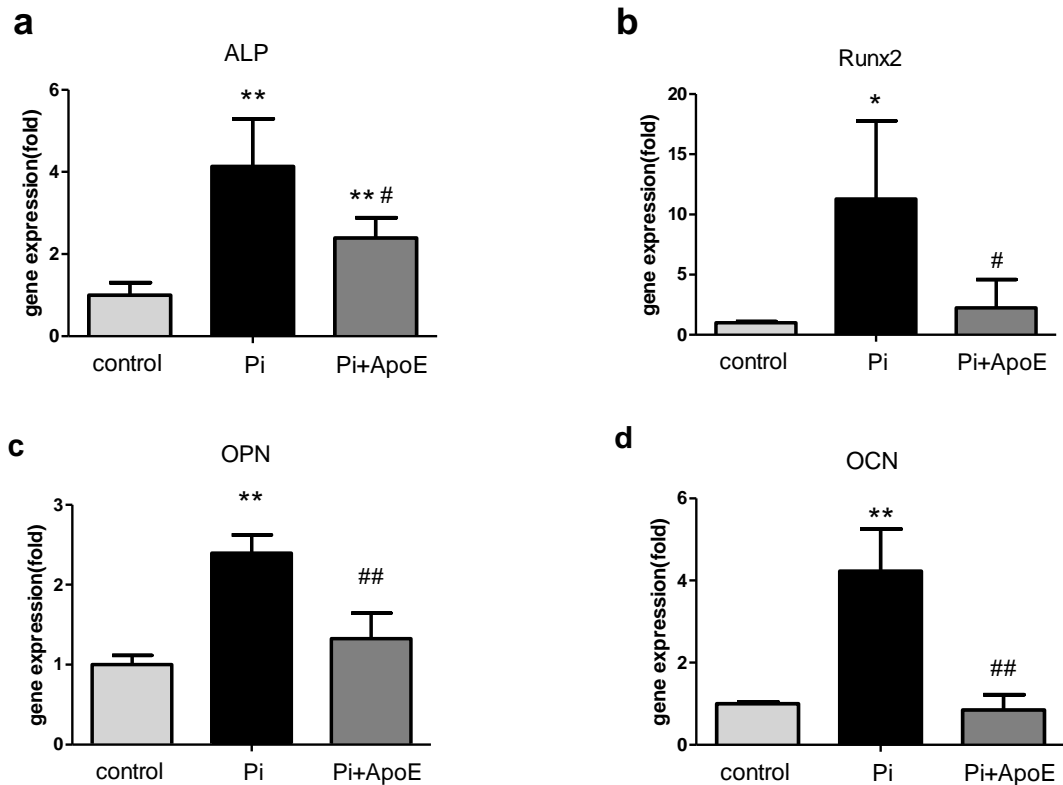 a
ALP
gene expression(fold)
6
4
2
0
**
** #
control Pi Pi+ApoE
b
Runx2
gene expression(fold)
20
15
10
5
0
*
#
control Pi Pi+ApoE
c
OPN
gene expression(fold)
3
2
1
0
**
##
control Pi Pi+ApoE
d
OCN
gene expression(fold)
6
4
2
0
**
##
control Pi Pi+ApoE